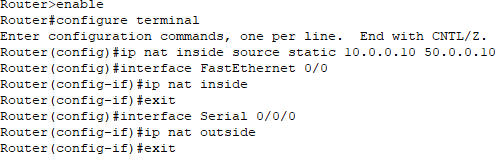 Router>enable
Router#configure terminal
Enter configuration commands, one per line.  End with CNTL/Z.
Router(config)#ip nat inside source static 10.0.0.10 50.0.0.10
Router(config)#interface FastEthernet 0/0
Router(config-if)#ip nat inside
Router(config-if)#exit
Router(config)#interface Serial 0/0/0
Router(config-if)#ip nat outside
Router(config-if)#exit